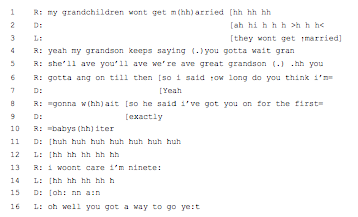 1 R: my grandchildren wont get m(hh)arried [hh hh hh
2 D: [ah hi h h h >h h h<
3 L: [they wont get ↑married]
4 R: yeah my grandson keeps saying (.)you gotta wait gran
5 R: she'll ave you'll ave we're ave great grandson (.) .hh you
6 R: gotta ang on till then [so i said ↑ow long do you think i'm=
7 D: [Yeah
8 R: =gonna w(hh)ait [so he said i've got you on for the first=
9 D: [exactly
10 R: =babys(hh)iter
11 D: [huh huh huh huh huh huh huh
12 L: [hh hh hh hh hh
13 R: i woont care i'm ninete:
14 L: [hh hh hh hh h
15 D: [oh: nn a:n
16 L: oh well you got a way to go ye:t